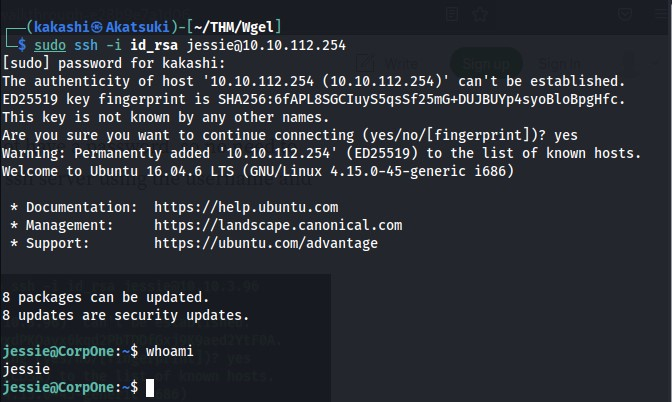 ┌──(kakashi㉿Akatsuki)-[~/THM/Wgel]
└─$ sudo ssh -i id_rsa jessie@10.10.112.254
[sudo] password for kakashi:
The authenticity of host '10.10.112.254 (10.10.112.254)' can't be established.
ED25519 key fingerprint is SHA256:6fAPL8SGCIuyS5qsSf25mG+DUJBUYp4syoBloBpgHfc.
This key is not known by any other names.
Are you sure you want to continue connecting (yes/no/[fingerprint])? yes
Warning: Permanently added '10.10.112.254' (ED25519) to the list of known hosts.
Welcome to Ubuntu 16.04.6 LTS (GNU/Linux 4.15.0-45-generic i686)
* Documentation: https://help.ubuntu.com
* Management: https://landscape.canonical.com
* Support: https://ubuntu.com/advantage
8 packages can be updated.
8 updates are security updates.
jessie@CorpOne:~$ whoami
jessie
jessie@CorpOne:~$